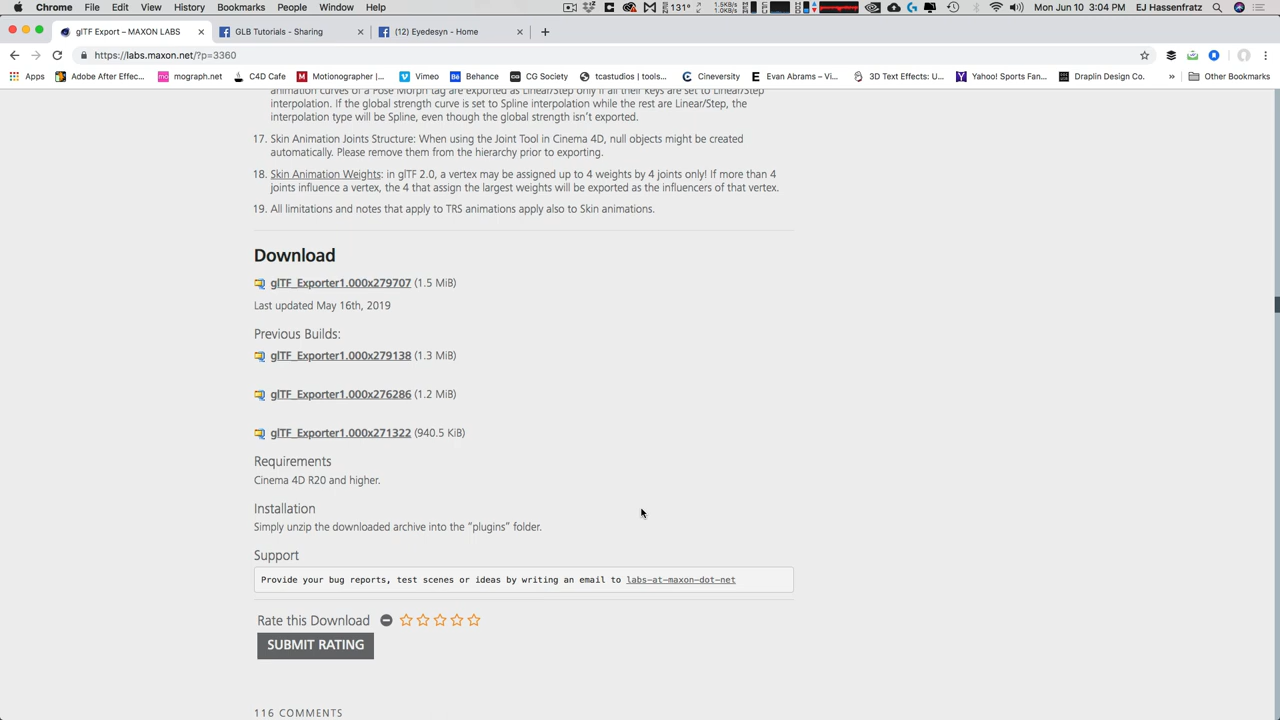 Chrome File Edit View History Bookmarks People Window Help
131° 1.5KB/s 1.0KB/s Mon Jun 10 3:04 PM EJ Hassenfratz
glTF Export – MAXON LABS
GLB Tutorials - Sharing
(12) Eyedesyn - Home
https://labs.maxon.net/?p=3360
Apps Adobe After Effec... mograph.net C4D Cafe Motionographer |... Vimeo Behance CG Society tcastudios | tools... Cineversity Evan Abrams – Vi... 3D Text Effects: U... Yahoo! Sports Fan... Draplin Design Co. » Other Bookmarks
animation curves of a Pose Morph tag are exported as Linear/Step only if all their keys are set to Linear/Step
interpolation. If the global strength curve is set to Spline interpolation while the rest are Linear/Step, the
interpolation type will be Spline, even though the global strength isn't exported.
17. Skin Animation Joints Structure: When using the Joint Tool in Cinema 4D, null objects might be created
automatically. Please remove them from the hierarchy prior to exporting.
18. Skin Animation Weights: in glTF 2.0, a vertex may be assigned up to 4 weights by 4 joints only! If more than 4
joints influence a vertex, the 4 that assign the largest weights will be exported as the influencers of that vertex.
19. All limitations and notes that apply to TRS animations apply also to Skin animations.
Download
glTF_Exporter1.000x279707 (1.5 MiB)
Last updated May 16th, 2019
Previous Builds:
glTF_Exporter1.000x279138 (1.3 MiB)
glTF_Exporter1.000x276286 (1.2 MiB)
glTF_Exporter1.000x271322 (940.5 KiB)
Requirements
Cinema 4D R20 and higher.
Installation
Simply unzip the downloaded archive into the “plugins” folder.
Support
Provide your bug reports, test scenes or ideas by writing an email to labs-at-maxon-dot-net
Rate this Download
SUBMIT RATING
116 COMMENTS